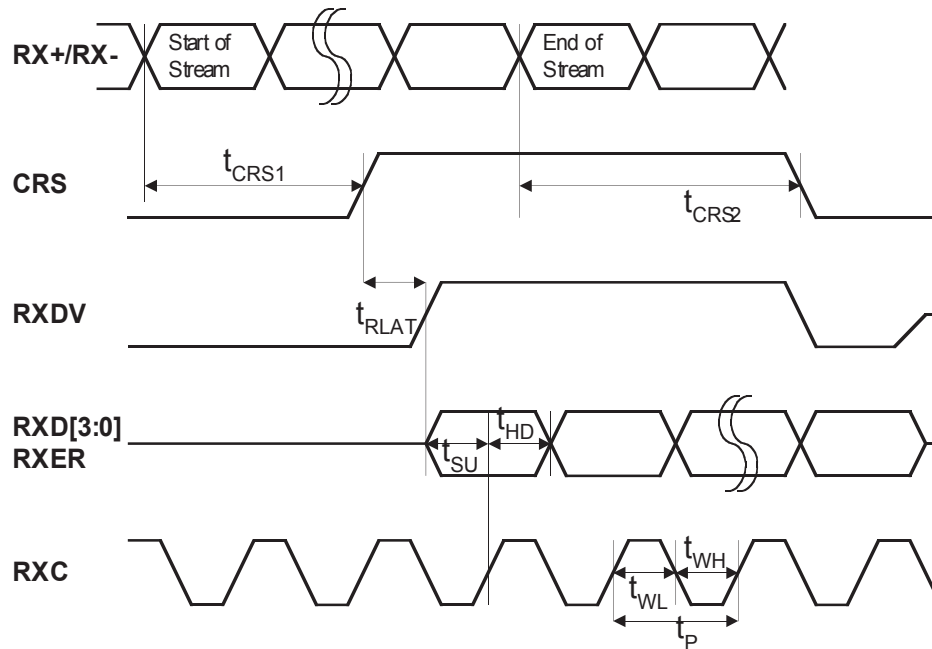 RX+/RX-
Start of
Stream
End of
Stream
CRS
tCRS1
tCRS2
RXDV
tRLAT
RXD[3:0]
RXER
tSU
tHD
RXC
tWL
tWH
tP